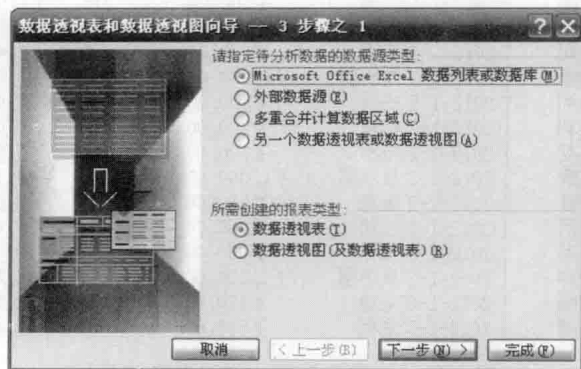 数据透视表和数据透视图向导 -- 3 步骤之 1
请指定待分析数据的数据源类型:
Microsoft Office Excel 数据列表或数据库(M)
外部数据源(E)
多重合并计算数据区域(C)
另一个数据透视表或数据透视图(A)
所需创建的报表类型:
数据透视表(T)
数据透视图(及数据透视表)(R)
取消
< 上一步(B)
下一步(N) >
完成(F)